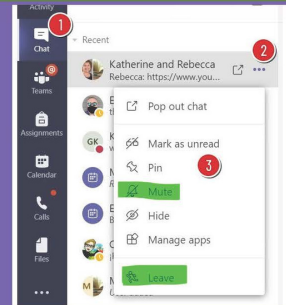 Activity
1
Chat
Recent
2
Katherine and Rebecca
Rebecca: https://www.you...
Teams
E
Pop out chat
Assignments
GK
K
Mark as unread
Pin
3
Calendar
Mute
Hide
Calls
Manage apps
Files
M
Leave